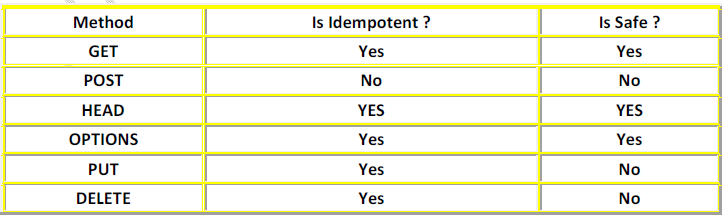 Method Is Idempotent ? Is Safe ?
GET Yes Yes
POST No No
HEAD YES YES
OPTIONS Yes Yes
PUT Yes No
DELETE Yes No